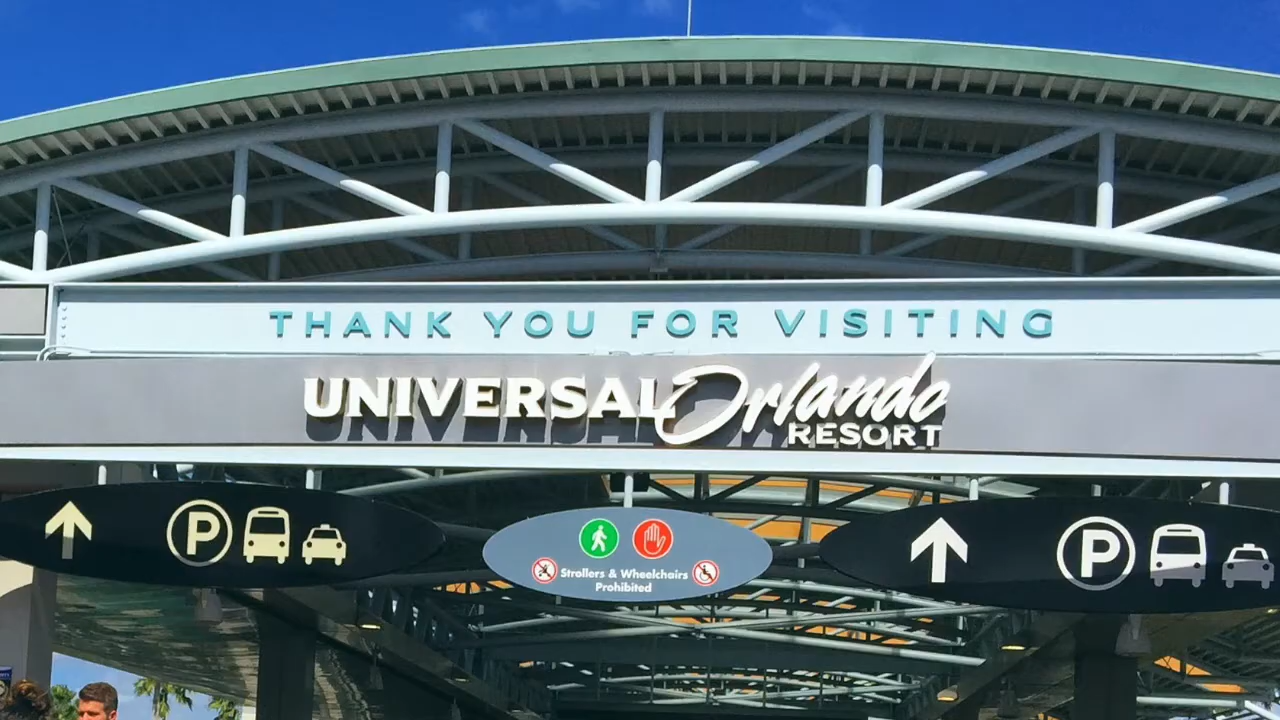 THANK YOU FOR VISITING
UNIVERSAL Orlando
RESORT
P
Strollers & Wheelchairs
Prohibited
P